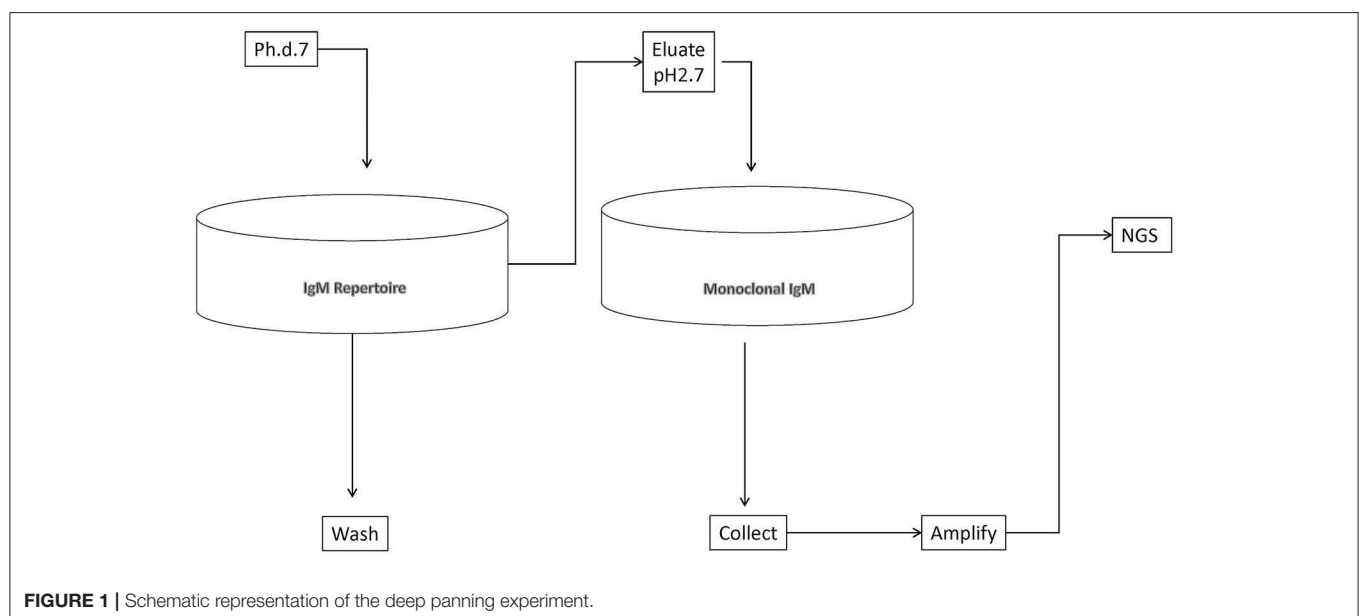 Ph.d.7
Eluate
pH2.7
IgM Repertoire
Monoclonal IgM
NGS
Wash
Collect
Amplify
FIGURE 1 | Schematic representation of the deep panning experiment.